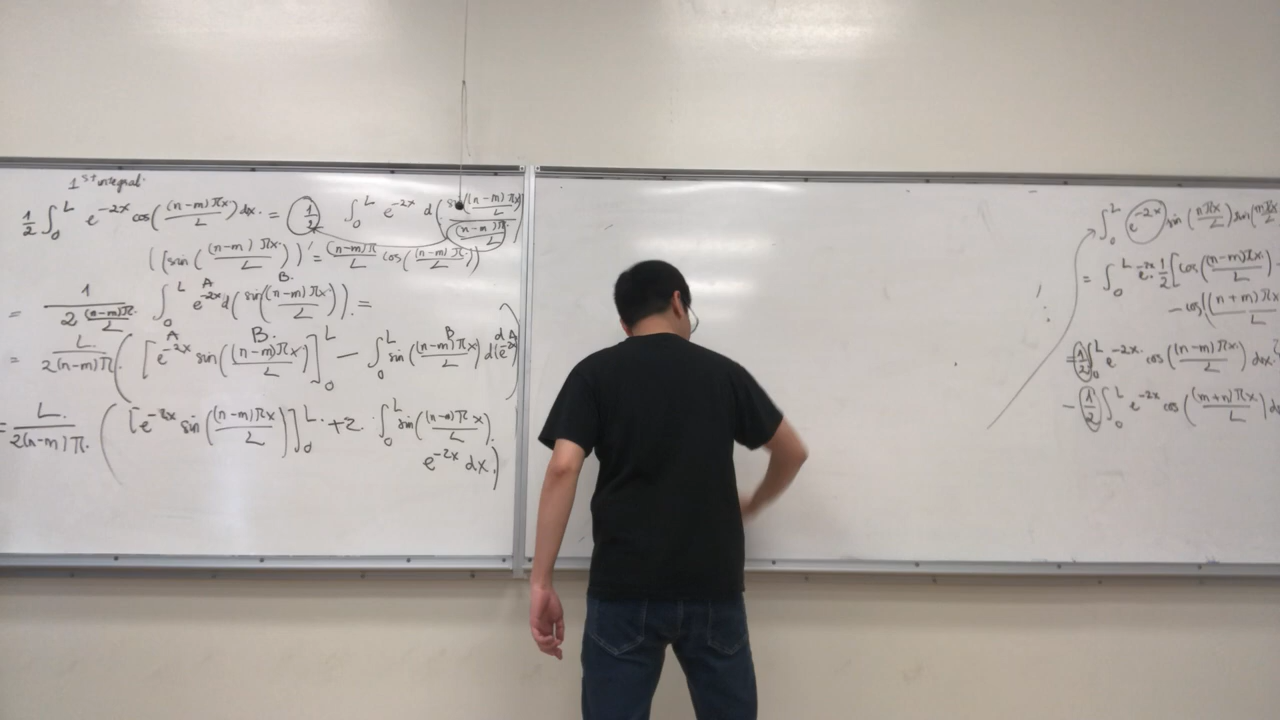 1st integral.
1/2 ∫_0^L e^{-2x} cos((n-m)πx/L) dx. = 1/2 ∫_0^L e^{-2x} d(sin((n-m)πx/L)/((n-m)π/L))
((sin((n-m)πx/L))' = (n-m)π/L cos((n-m)π./L))
= 1/(2(n-m)π/L) ∫_0^L e^{-2x} d(sin((n-m)πx/L)). =
A B.
= L./(2(n-m)π) ([e^{-2x} sin((n-m)πx/L)]_0^L - ∫_0^L sin((n-m)πx/L) d(e^{-2x}))
A B. B dA
= L./(2(n-m)π.) ([e^{-2x} sin((n-m)πx/L)]_0^L + 2. ∫_0^L sin((n-m)πx/L).
e^{-2x} dx.)
∫_0^L e^{-2x} sin(nπx/L) sin(mπx/L
= ∫_0^L e^{-2x}. 1/2 [cos((n-m)πx./L) -
- cos((n+m)πx/L
= 1/2 ∫_0^L e^{-2x}. cos((n-m)πx./L) dx.
- 1/2 ∫_0^L e^{-2x} cos((m+n)πx/L) d